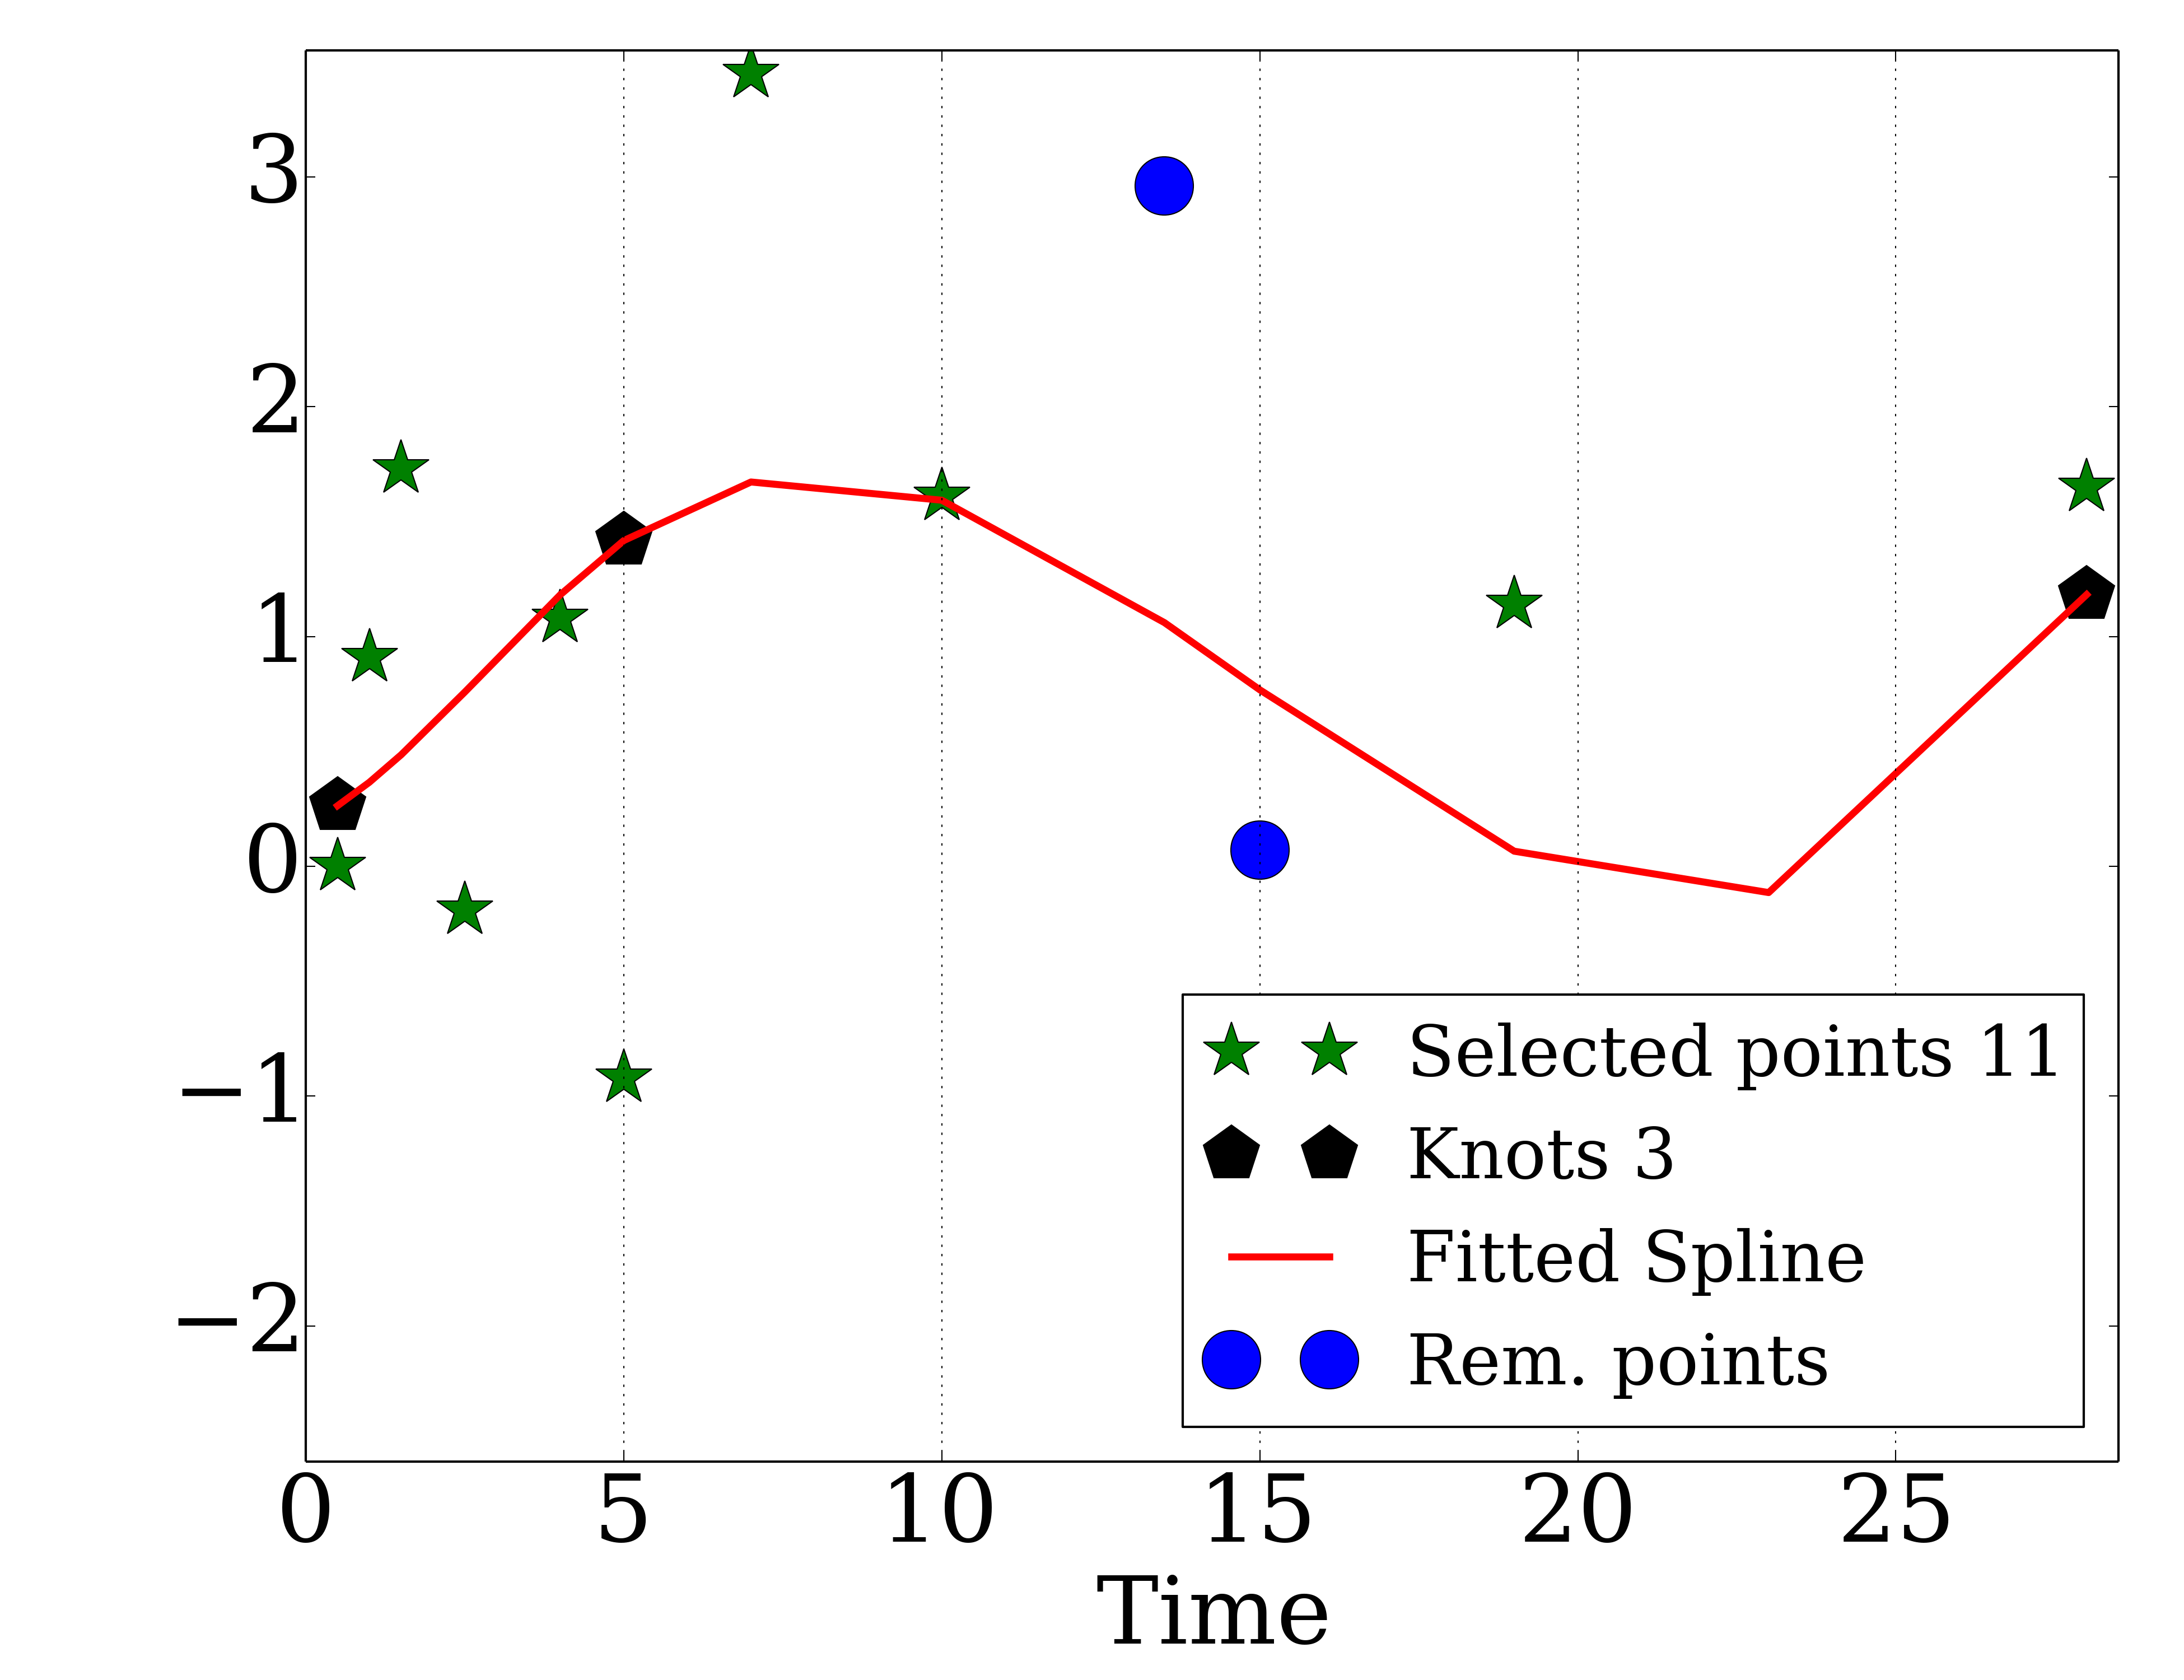 3
2
1
0
−1
−2
Selected points 11
Knots 3
Fitted Spline
Rem. points
0 5 10 15 20 25
Time